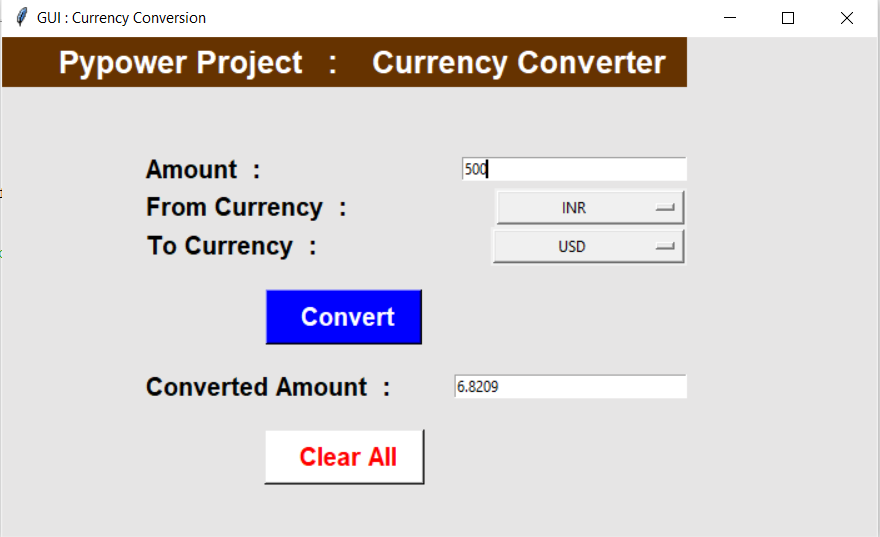 GUI : Currency Conversion
Pypower Project : Currency Converter
Amount : 500
From Currency : INR
To Currency : USD
Convert
Converted Amount : 6.8209
Clear All